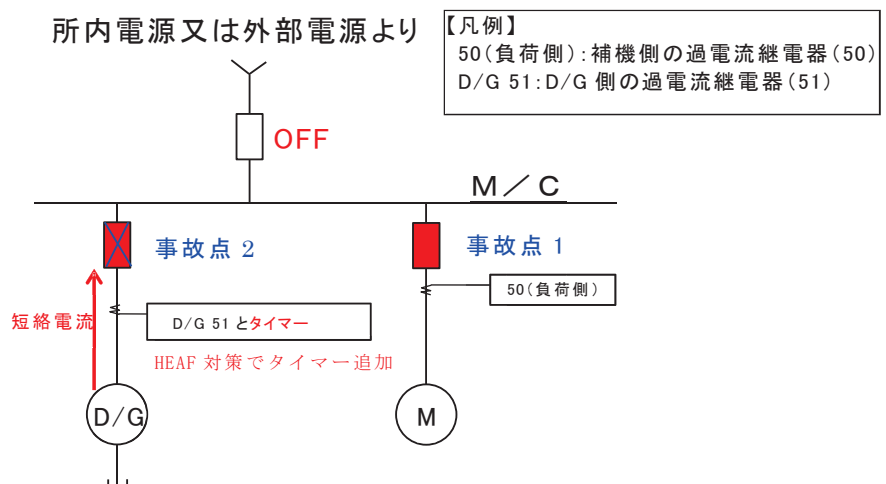 所内電源又は外部電源より
【凡例】
50(負荷側):補機側の過電流継電器(50)
D/G 51:D/G 側の過電流継電器(51)
OFF
M/C
事故点 2
事故点 1
50(負荷側)
短絡電流
D/G 51 とタイマー
HEAF 対策でタイマー追加
D/G
M